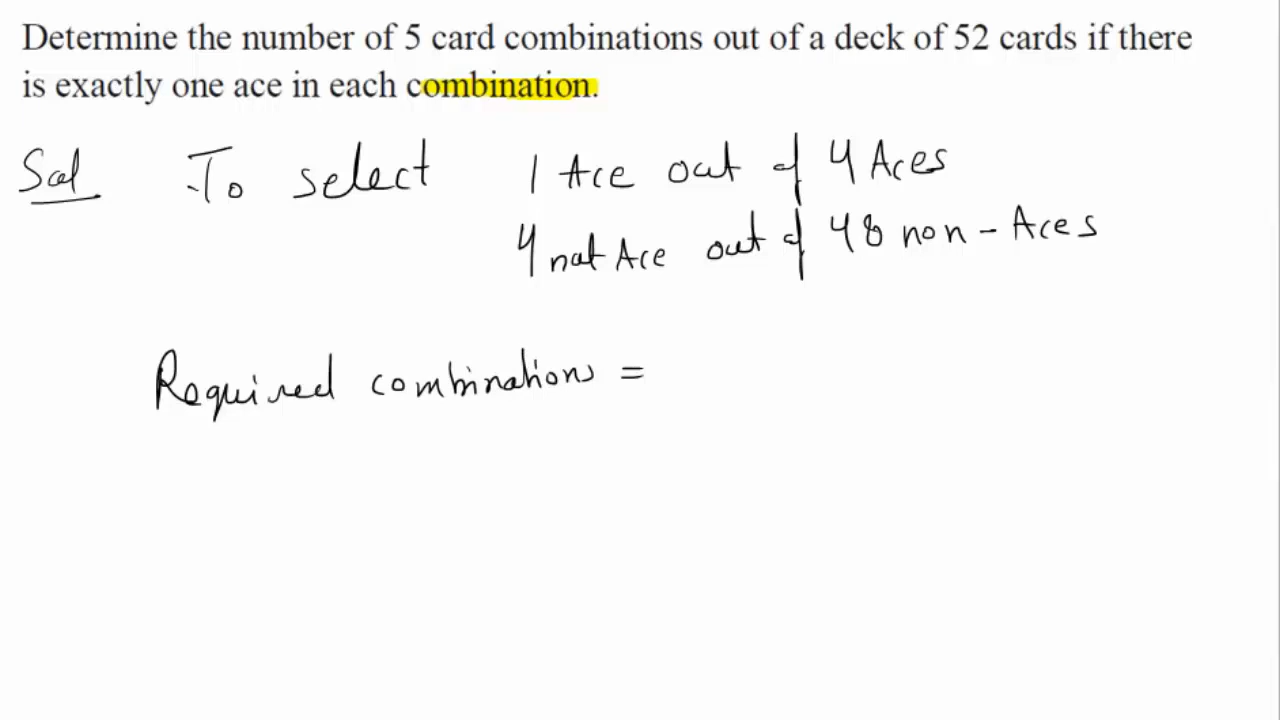 Determine the number of 5 card combinations out of a deck of 52 cards if there
is exactly one ace in each combination.
Sol To select 1 Ace out of 4 Aces
4 not Ace out of 48 non-Aces
Required combinations =